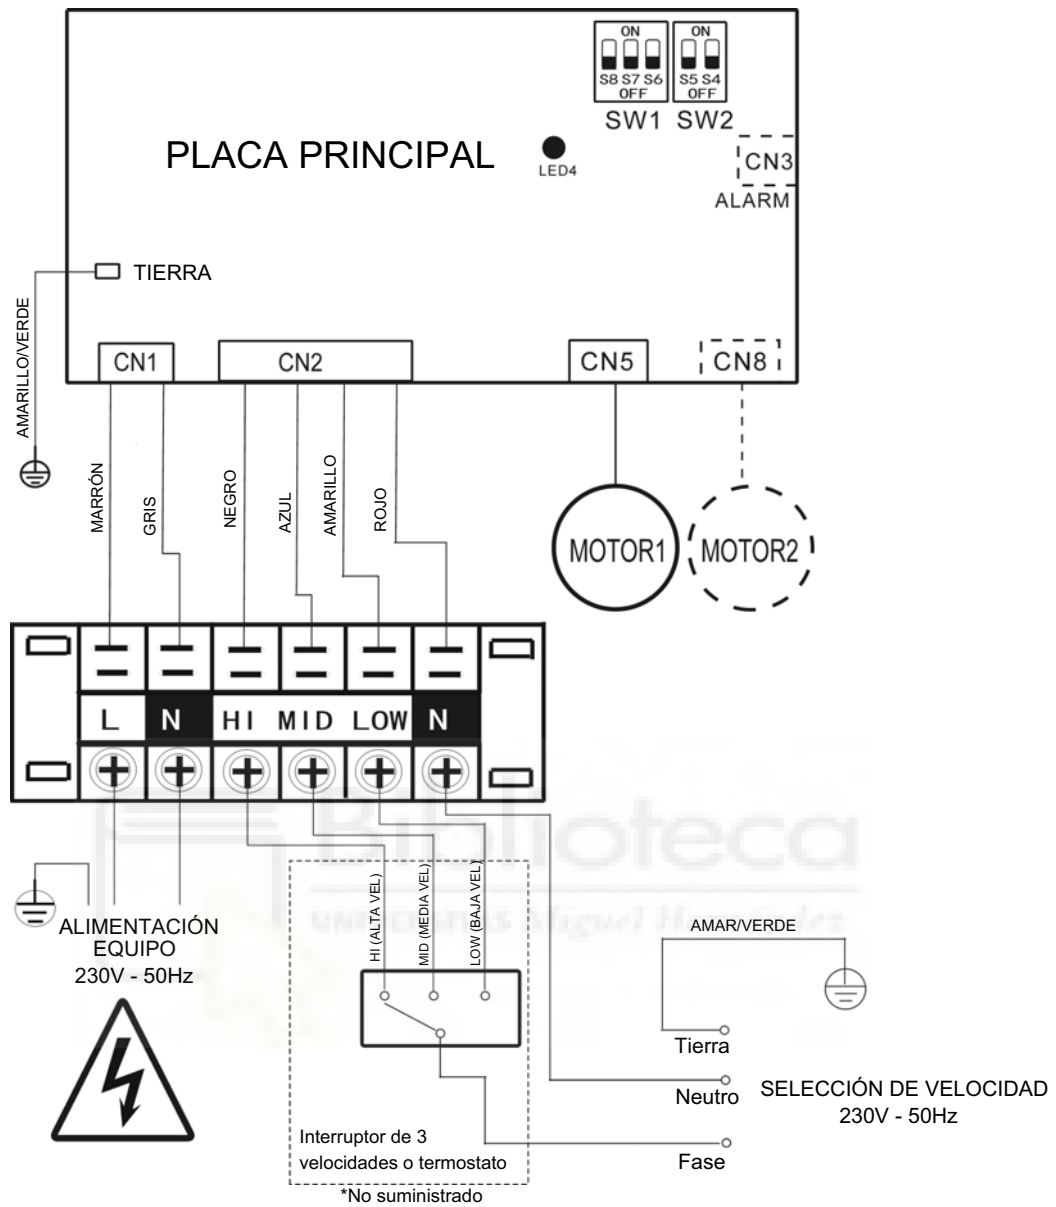 ON
ON
S8 S7 S6
S5 S4
OFF
OFF
SW1
SW2
PLACA PRINCIPAL
LED4
CN3
ALARM
TIERRA
AMARILLO/VERDE
CN1
CN2
CN5
CN8
MARRÓN
GRIS
NEGRO
AZUL
AMARILLO
ROJO
MOTOR1
MOTOR2
L N HI MID LOW N
Biblioteca
UNIVERSITAS Miguel Hernández
HI (ALTA VEL)
MID (MEDIA VEL)
LOW (BAJA VEL)
ALIMENTACIÓN
EQUIPO
230V - 50Hz
AMAR/VERDE
Tierra
Neutro
SELECCIÓN DE VELOCIDAD
230V - 50Hz
Fase
Interruptor de 3
velocidades o termostato
*No suministrado